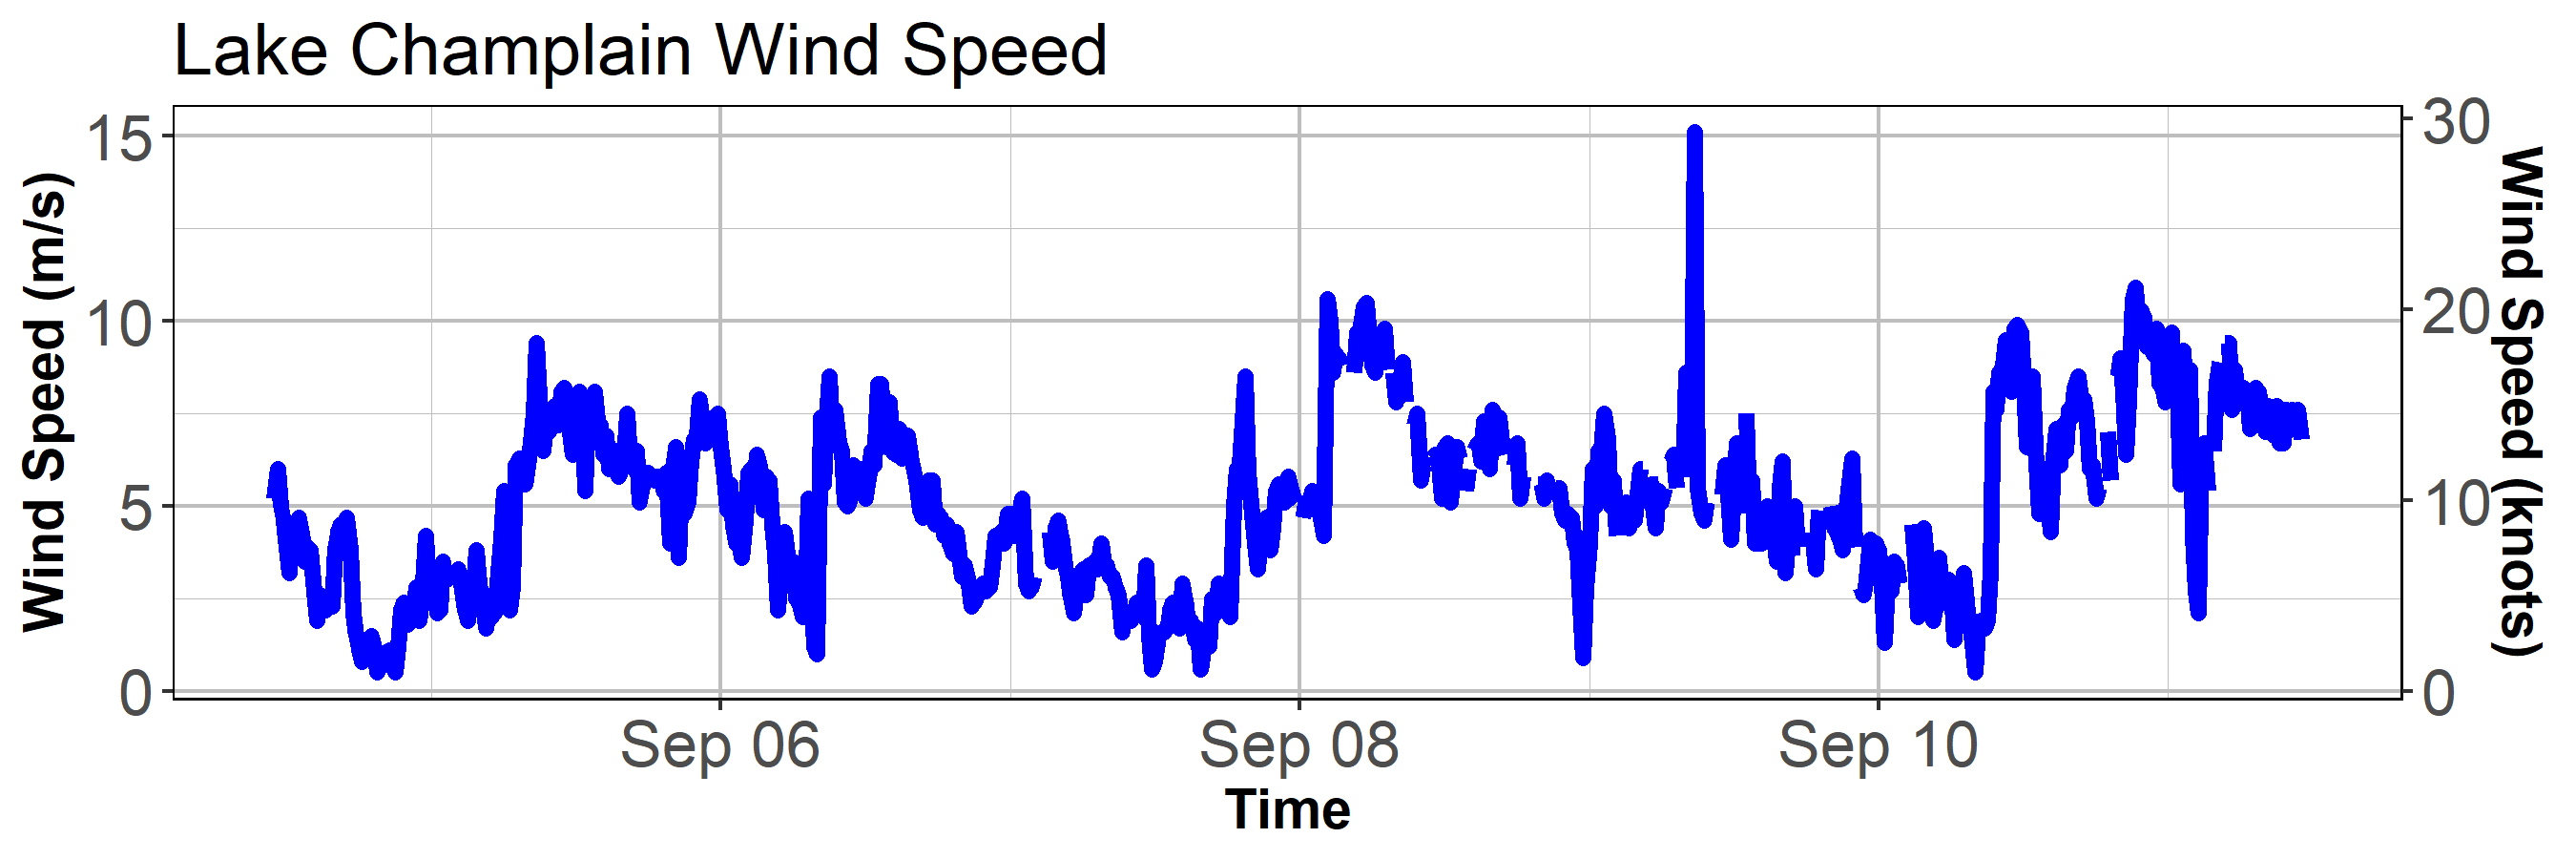 Lake Champlain Wind Speed
Wind Speed (m/s)
15
10
5
0
30
20
10
0
Wind Speed (knots)
Sep 06
Sep 08
Sep 10
Time